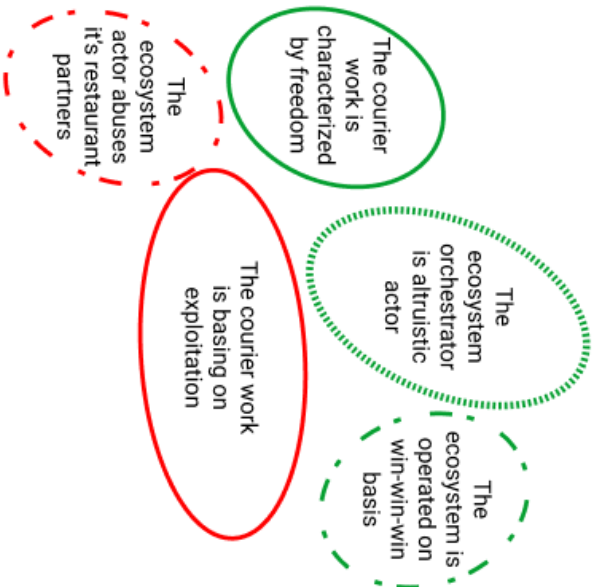 The courier
work is
characterized
by freedom
The
ecosystem
orchestrator
is altruistic
actor
The
ecosystem is
operated on
win-win-win
basis
The
ecosystem
actor abuses
it's restaurant
partners
The courier work
is basing on
exploitation